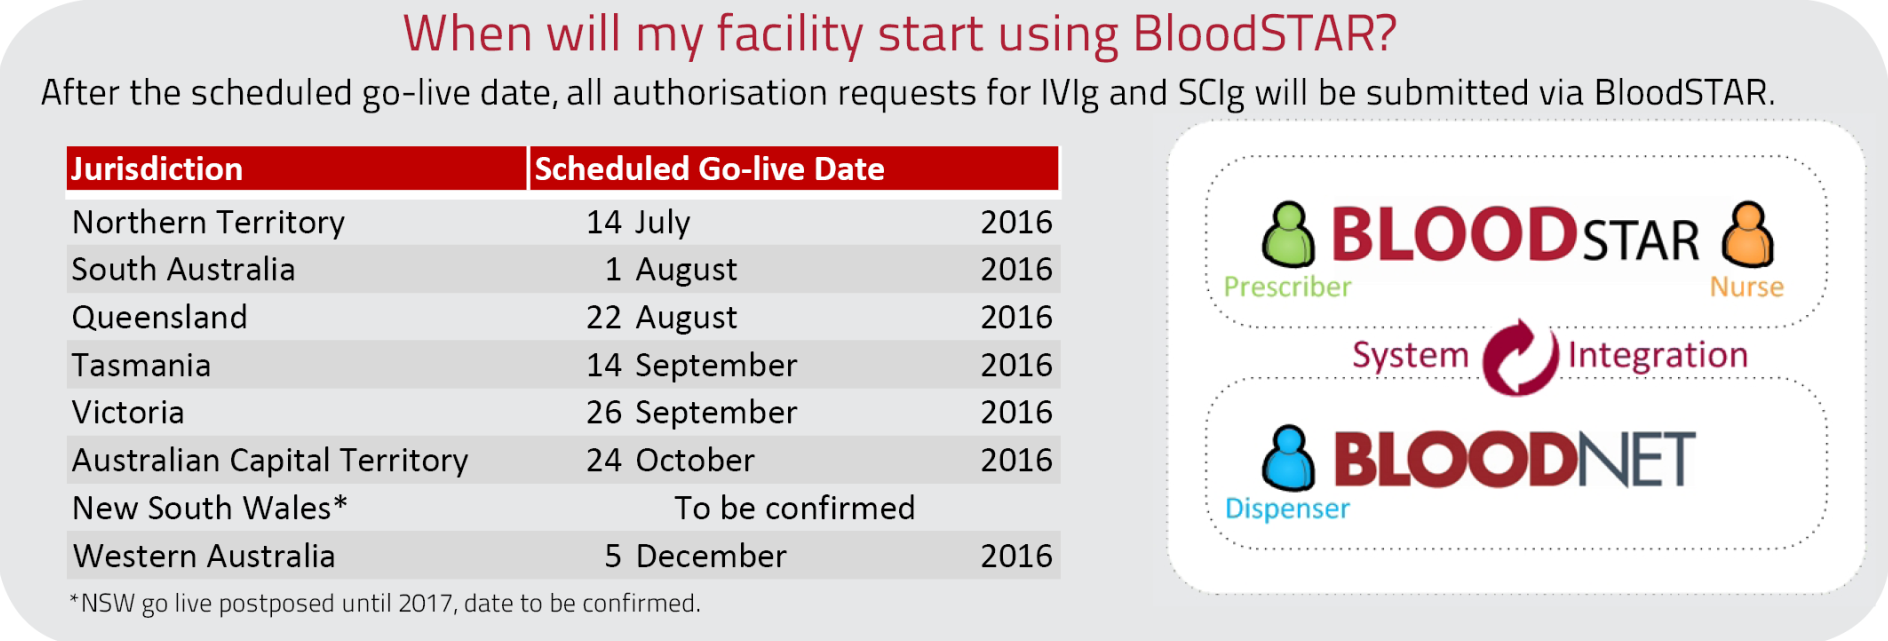 When will my facility start using BloodSTAR?
After the scheduled go-live date, all authorisation requests for IVIg and SCIg will be submitted via BloodSTAR.
Jurisdiction Scheduled Go-live Date
Northern Territory 14 July 2016
South Australia 1 August 2016
Queensland 22 August 2016
Tasmania 14 September 2016
Victoria 26 September 2016
Australian Capital Territory 24 October 2016
New South Wales* To be confirmed
Western Australia 5 December 2016
*NSW go live postposed until 2017, date to be confirmed.
BLOODSTAR
Prescriber Nurse
System Integration
BLOODNET
Dispenser